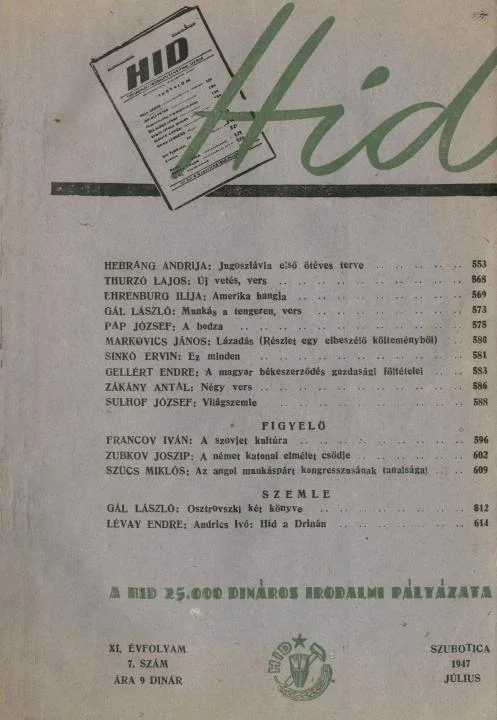 HID
TARTALOM
Hid
HEBRANG ANDRIJA: Jugoszlávia első ötéves terve .. .. .. .. .. 553
THURZÓ LAJOS: Új vetés, vers .. .. .. .. .. .. .. .. .. .. 568
EHRENBURG ILIJA: Amerika hangja .. .. .. .. .. .. .. .. .. 569
GÁL LÁSZLÓ: Munkás a tengeren, vers .. .. .. .. .. .. .. .. 573
PAP JÓZSEF: A bodza .. .. .. .. .. .. .. .. .. .. .. .. 575
MARKOVICS JÁNOS: Lázadás (Részlet egy elbeszélő költeményből) .. 580
SINKÓ ERVIN: Ez minden .. .. .. .. .. .. .. .. .. .. .. 581
GELLÉRT ENDRE: A magyar békeszerződés gazdasági föltételei .. .. 583
ZÁKÁNY ANTAL: Négy vers .. .. .. .. .. .. .. .. .. .. .. 586
SULHOF JÓZSEF: Világszemle .. .. .. .. .. .. .. .. .. .. 588
FIGYELŐ
FRANCOV IVÁN: A szovjet kultúra .. .. .. .. .. .. .. .. .. 596
ZUBKOV JOSZIP: A német katonai elmélet csődje .. .. .. .. .. 602
SZÜCS MIKLÓS: Az angol munkáspárt kongresszusának tanulságai .. .. 609
SZEMLE
GÁL LÁSZLÓ: Osztrovszki két könyve .. .. .. .. .. .. .. .. 612
LÉVAY ENDRE: Andrics Ivó: Hid a Drinán .. .. .. .. .. .. .. 614
A HID 25.000 DINÁROS IRODALMI PÁLYÁZATA
XI. ÉVFOLYAM
7. SZÁM
ÁRA 9 DINÁR
HID
SZUBOTICA
1947
JÚLIUS